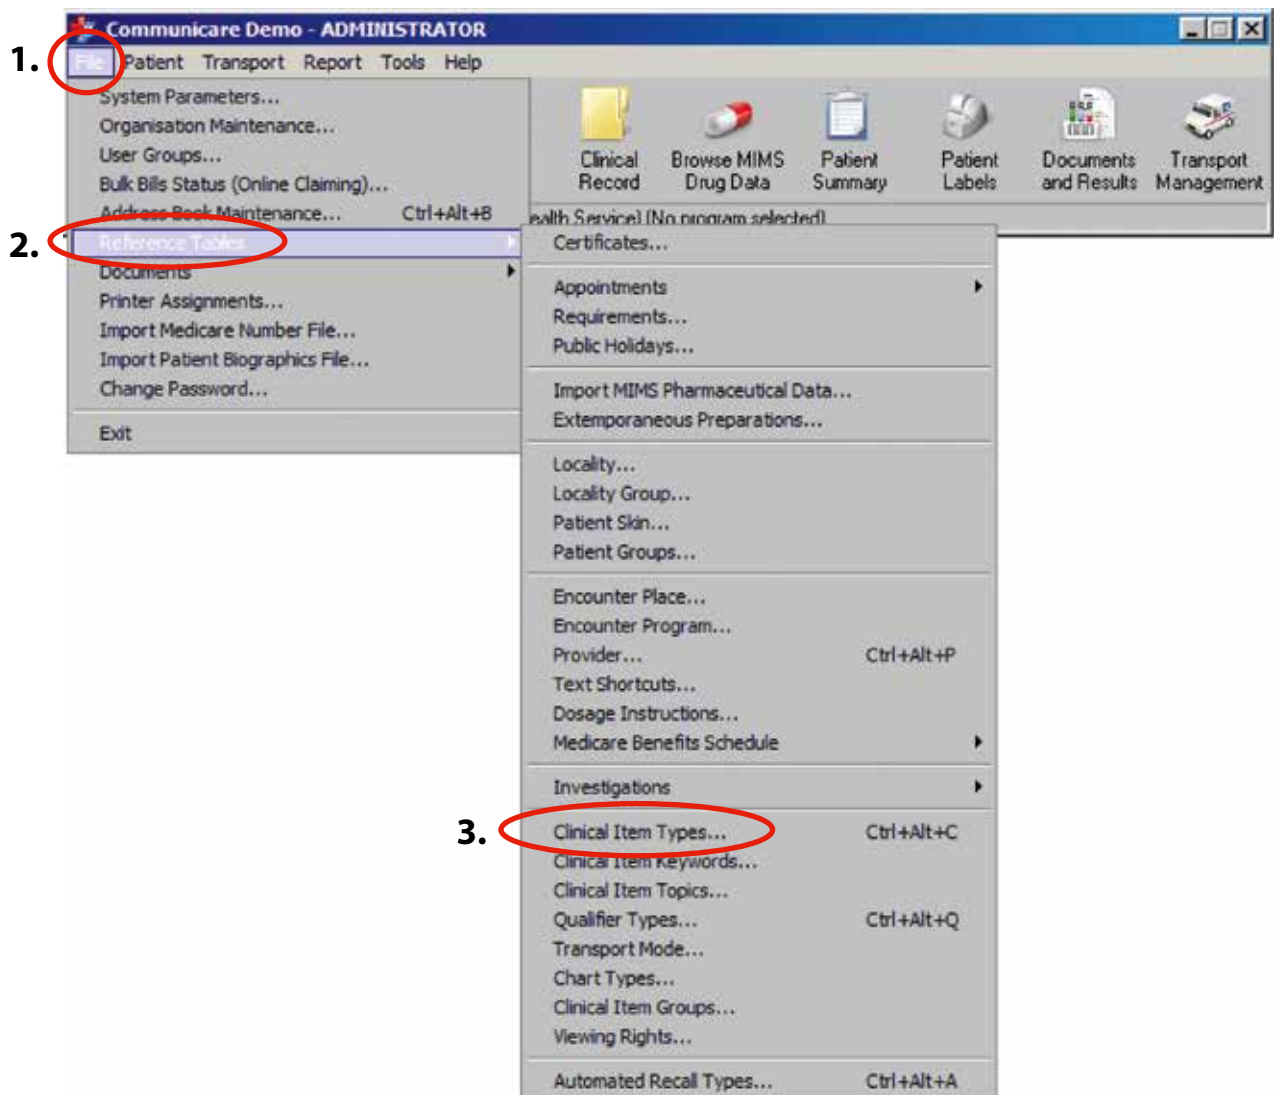 Communicare Demo - ADMINISTRATOR
1.
File Patient Transport Report Tools Help
System Parameters...
Organisation Maintenance...
User Groups...
Bulk Bills Status (Online Claiming)...
Address Book Maintenance... Ctrl+Alt+B
2.
Reference Tables
Documents
Printer Assignments...
Import Medicare Number File...
Import Patient Biographics File...
Change Password...
Exit
Clinical Record
Browse MIMS Drug Data
Patient Summary
Patient Labels
Documents and Results
Transport Management
ealth Service] [No program selected]
Certificates...
Appointments
Requirements...
Public Holidays...
Import MIMS Pharmaceutical Data...
Extemporaneous Preparations...
Locality...
Locality Group...
Patient Skin...
Patient Groups...
Encounter Place...
Encounter Program...
Provider... Ctrl+Alt+P
Text Shortcuts...
Dosage Instructions...
Medicare Benefits Schedule
Investigations
3.
Clinical Item Types... Ctrl+Alt+C
Clinical Item Keywords...
Clinical Item Topics...
Qualifier Types... Ctrl+Alt+Q
Transport Mode...
Chart Types...
Clinical Item Groups...
Viewing Rights...
Automated Recall Types... Ctrl+Alt+A